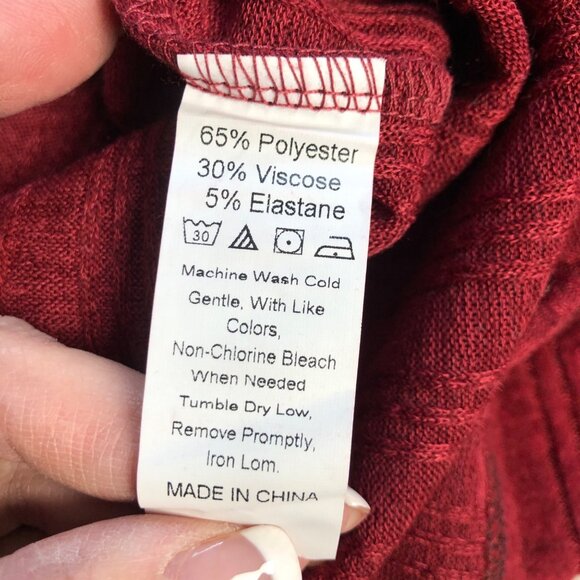 65% Polyester
30% Viscose
5% Elastane
30
Machine Wash Cold
Gentle, With Like
Colors,
Non-Chlorine Bleach
When Needed
Tumble Dry Low,
Remove Promptly,
Iron Lom.
MADE IN CHINA